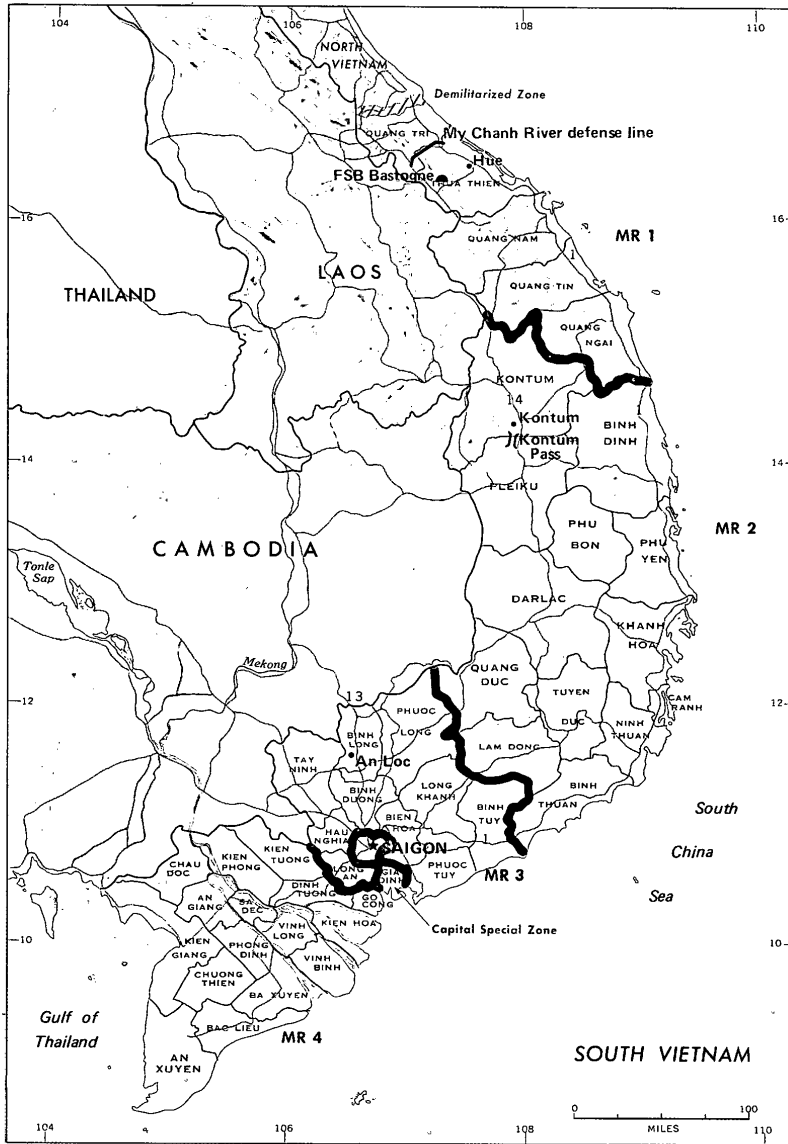 104
106
108
110
NORTH
VIETNAM
Demilitarized Zone
QUANG TRI
My Chanh River defense line
Hue
FSB Bastogne
THUA THIEN
16
16
QUANG NAM
1
MR 1
LAOS
THAILAND
QUANG TIN
QUANG
NGAI
KONTUM
14
Kontum
Kontum
Pass
BINH
DINH
14
14
PLEIKU
PHU
BON
MR 2
CAMBODIA
PHU
YEN
Tonle
Sap
DARLAC
KHANH
HOA
Mekong
QUANG
DUC
12
13
12
TUYEN
DUC
CAM
RANH
PHUOC
LONG
NINH
THUAN
BINH
LONG
LAM DONG
An Loc
TAY
NINH
BINH
DUONG
LONG
KHANH
BINH
TUY
BINH
THUAN
BIEN
HOA
1
South
China
Sea
HAU
NGHIA
SAIGON
KIEN
TUONG
KIEN
PHONG
CHAU
DOC
LONG
AN
GIA
DINH
PHUOC
TUY
MR 3
DINH
TUONG
GO
CONG
AN
GIANG
SA
DEC
KIEN HOA
Capital Special Zone
10
10
VINH
LONG
KIEN
GIANG
PHONG
DINH
VINH
BINH
CHUONG
THIEN
BA XUYEN
Gulf of
Thailand
BAC LIEU
MR 4
AN
XUYEN
SOUTH VIETNAM
0
100
MILES
104
106
108
110